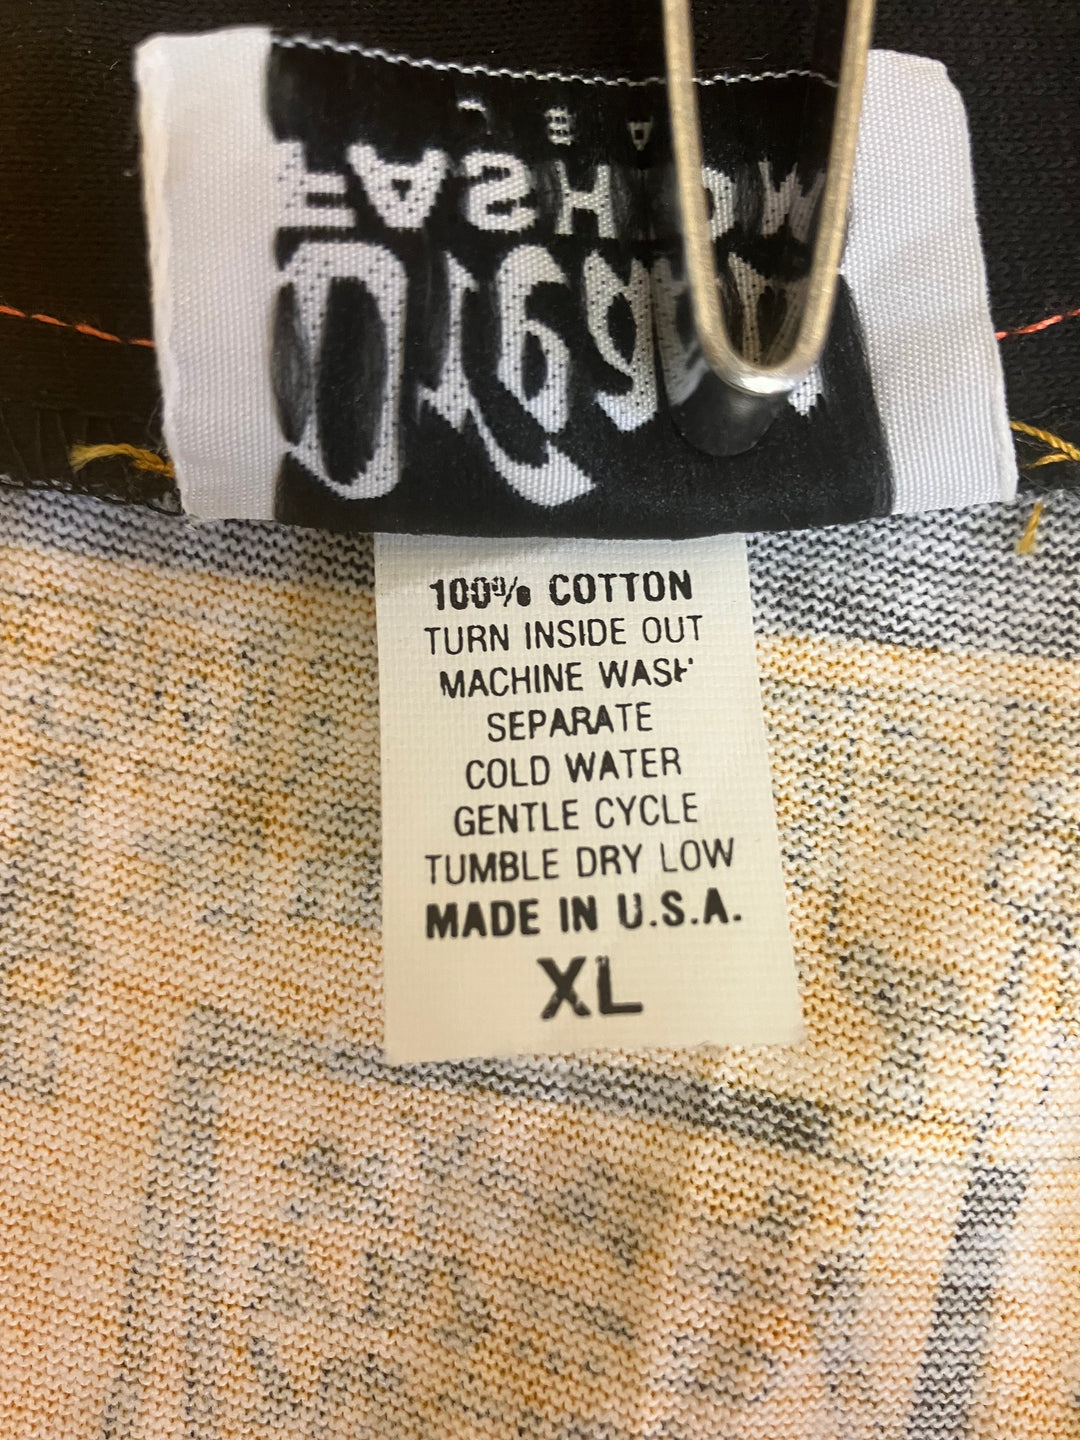 100% COTTON
TURN INSIDE OUT
MACHINE WASH
SEPARATE
COLD WATER
GENTLE CYCLE
TUMBLE DRY LOW
MADE IN U.S.A.
XL